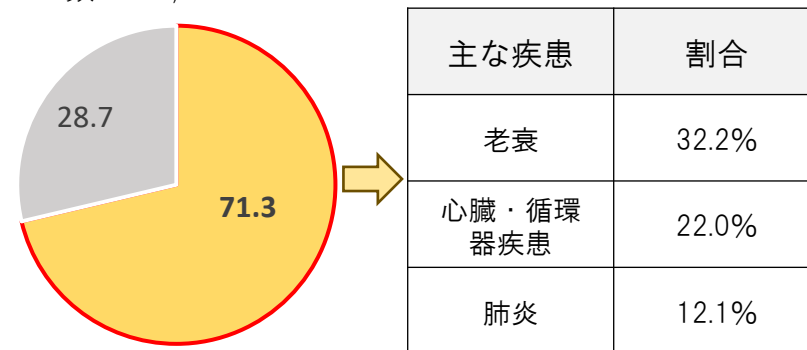 28.7
71.3
主な疾患 割合
老衰 32.2%
心臓・循環
器疾患 22.0%
肺炎 12.1%